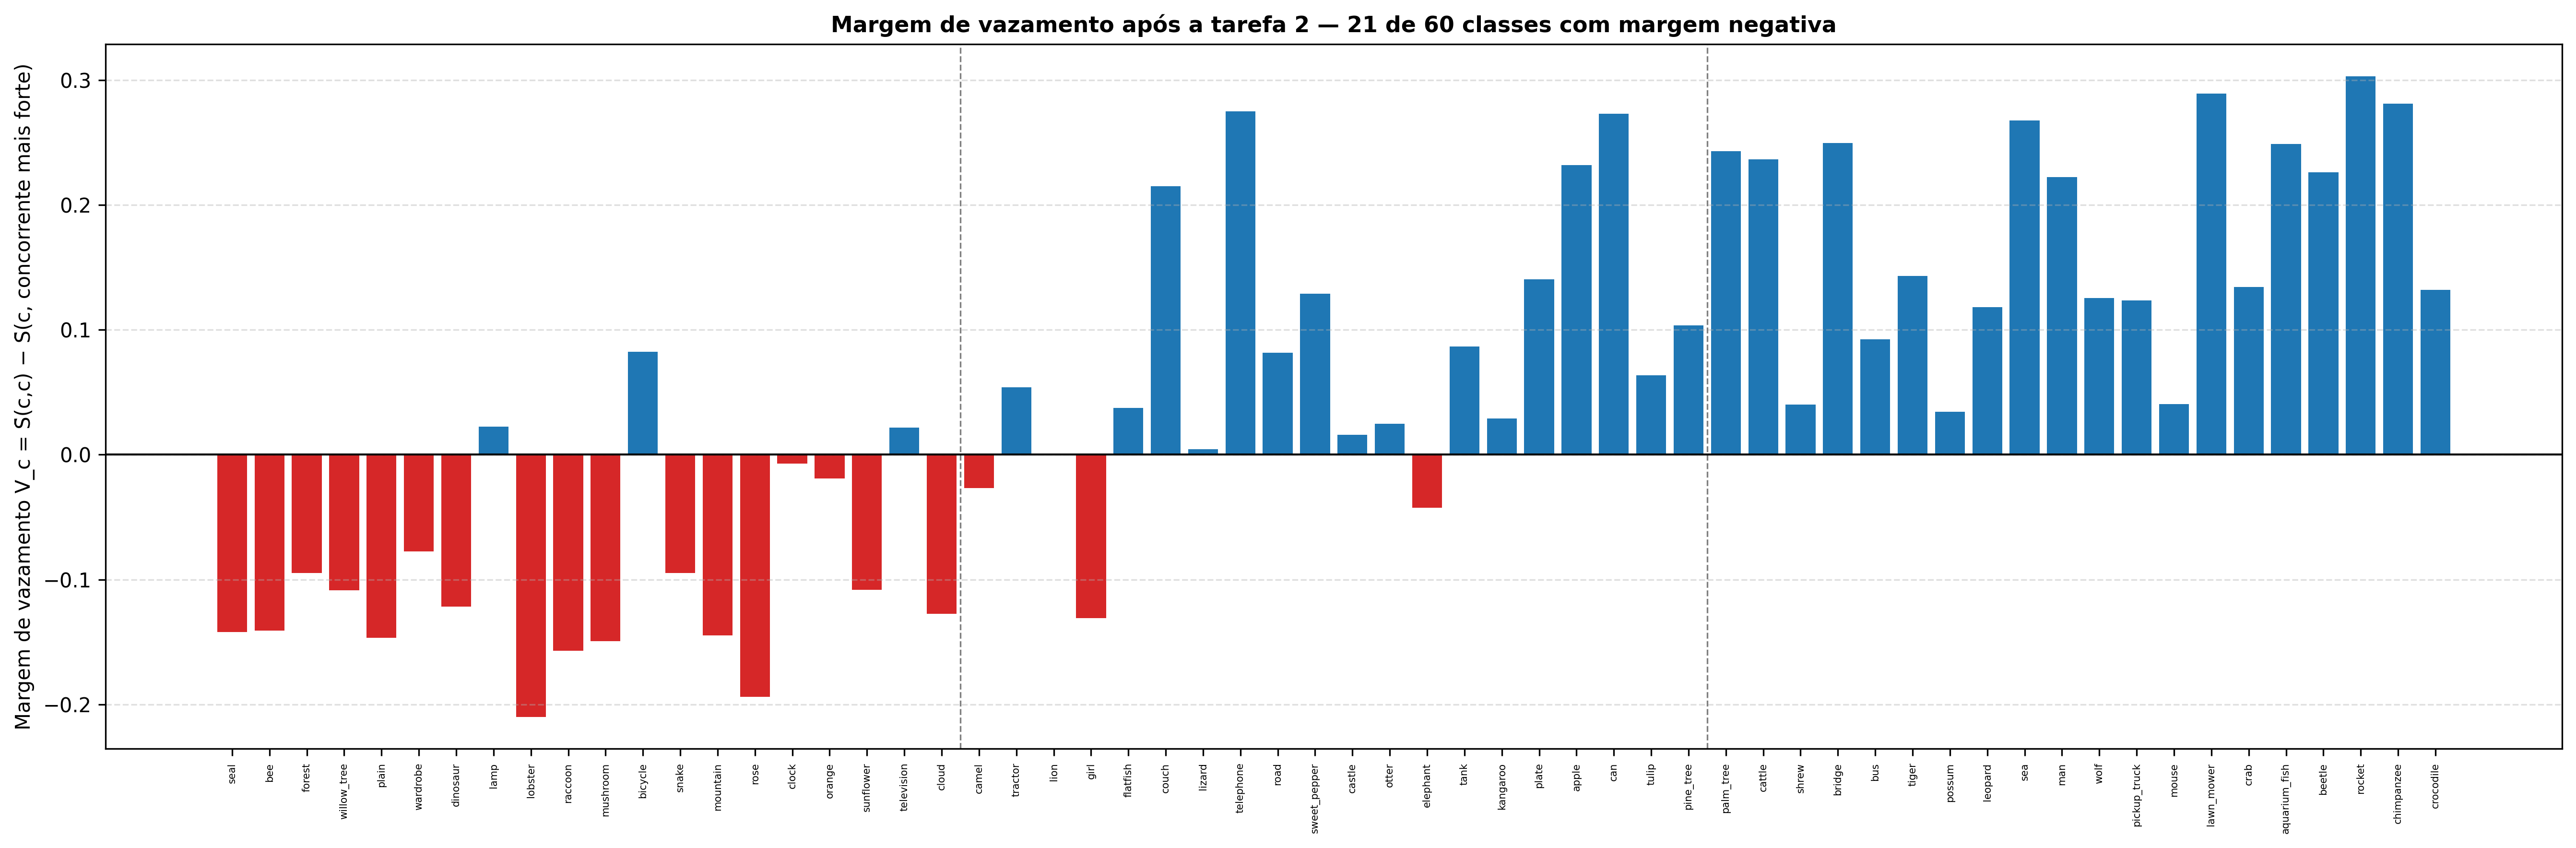 Margem de vazamento após a tarefa 2 — 21 de 60 classes com margem negativa
Margem de vazamento V_c = S(c,c) − S(c, concorrente mais forte)
0.3
0.2
0.1
0.0
−0.1
−0.2
seal
bee
forest
willow_tree
plain
wardrobe
dinosaur
lamp
lobster
raccoon
mushroom
bicycle
snake
mountain
rose
clock
orange
sunflower
television
cloud
camel
tractor
lion
girl
flatfish
couch
lizard
telephone
road
sweet_pepper
castle
otter
elephant
tank
kangaroo
plate
apple
can
tulip
pine_tree
palm_tree
cattle
shrew
bridge
bus
tiger
possum
leopard
sea
man
wolf
pickup_truck
mouse
lawn_mower
crab
aquarium_fish
beetle
rocket
chimpanzee
crocodile